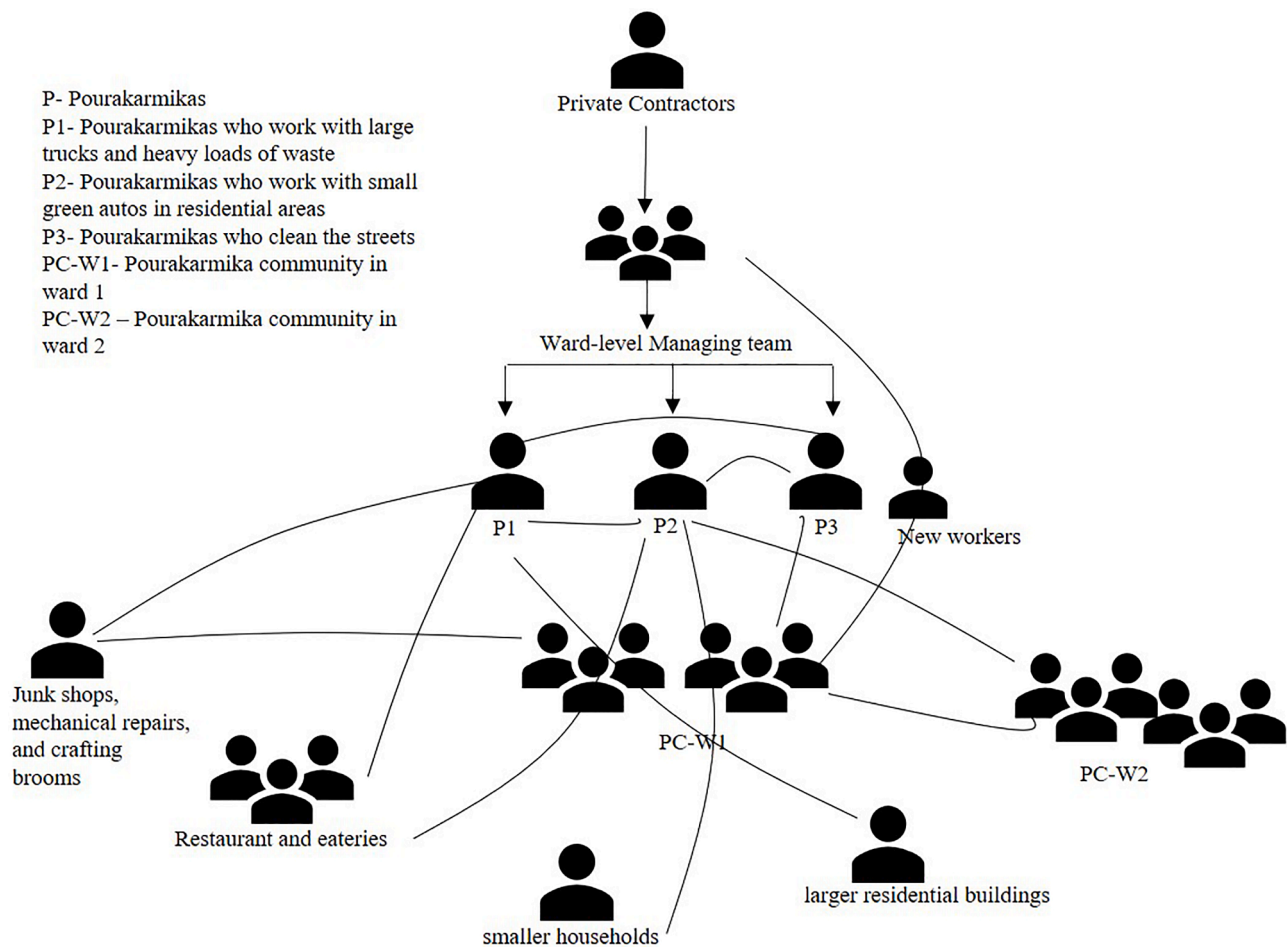 Private Contractors
P- Pourakarmikas
P1- Pourakarmikas who work with large
trucks and heavy loads of waste
P2- Pourakarmikas who work with small
green autos in residential areas
P3- Pourakarmikas who clean the streets
PC-W1- Pourakarmika community in
ward 1
PC-W2 – Pourakarmika community in
ward 2
Ward-level Managing team
P1
P2
P3
New workers
Junk shops,
mechanical repairs,
and crafting
brooms
PC-W1
PC-W2
Restaurant and eateries
larger residential buildings
smaller households